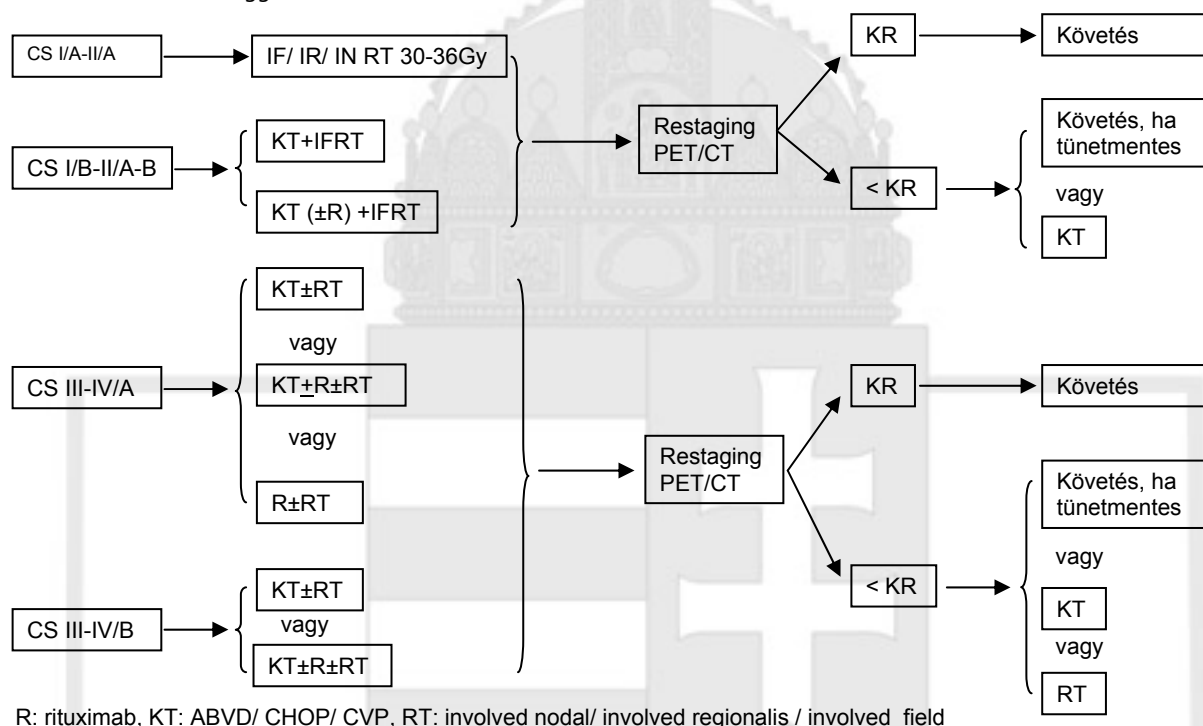 CS I/A-II/A
IF/ IR/ IN RT 30-36Gy
KR
Követés
CS I/B-II/A-B
KT+IFRT
KT (±R) +IFRT
Restaging
PET/CT
< KR
Követés, ha
tünetmentes
vagy
KT
CS III-IV/A
KT±RT
vagy
KT±R±RT
vagy
R±RT
CS III-IV/B
KT±RT
vagy
KT±R±RT
Restaging
PET/CT
KR
Követés
< KR
Követés, ha
tünetmentes
vagy
KT
vagy
RT
R: rituximab, KT: ABVD/ CHOP/ CVP, RT: involved nodal/ involved regionalis / involved field